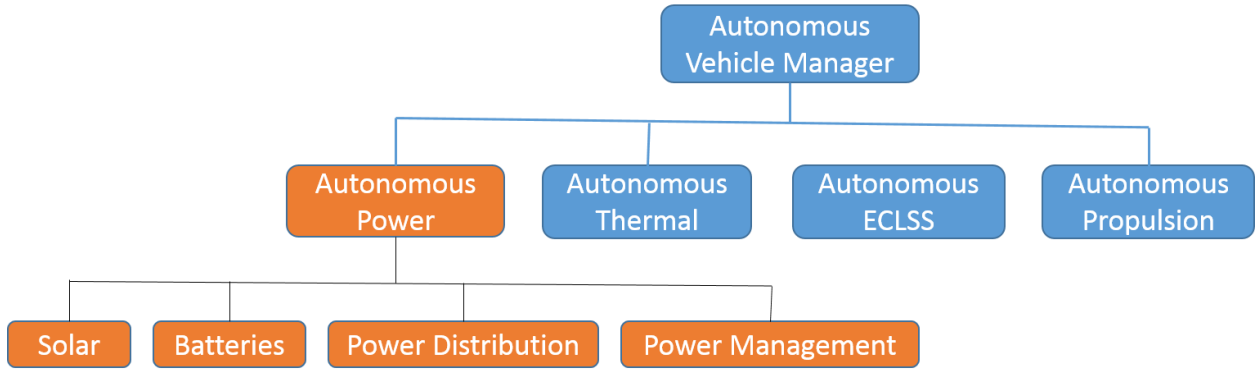 Autonomous
Vehicle Manager
Autonomous
Power
Autonomous
Thermal
Autonomous
ECLSS
Autonomous
Propulsion
Solar
Batteries
Power Distribution
Power Management